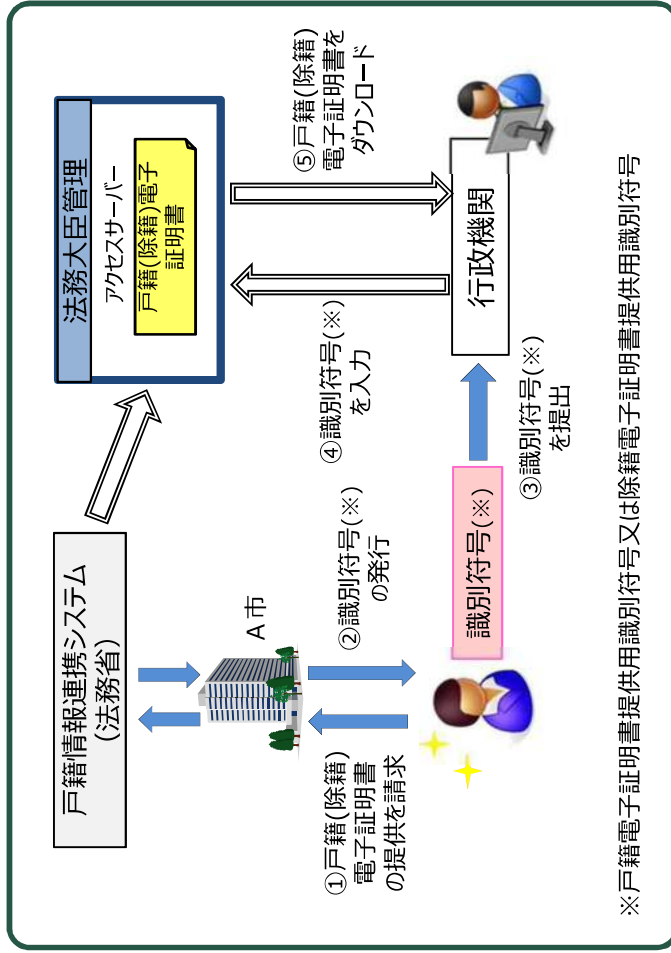 戸籍情報連携システム
(法務省)
法務大臣管理
アクセスサーバー
戸籍(除籍)電子
証明書
A市
①戸籍(除籍)
電子証明書
の提供を請求
②識別符号(※)
の発行
識別符号(※)
③識別符号(※)
を提出
④識別符号(※)
を入力
⑤戸籍(除籍)
電子証明書を
ダウンロード
行政機関
※戸籍電子証明書提供用識別符号又は除籍電子証明書提供用識別符号